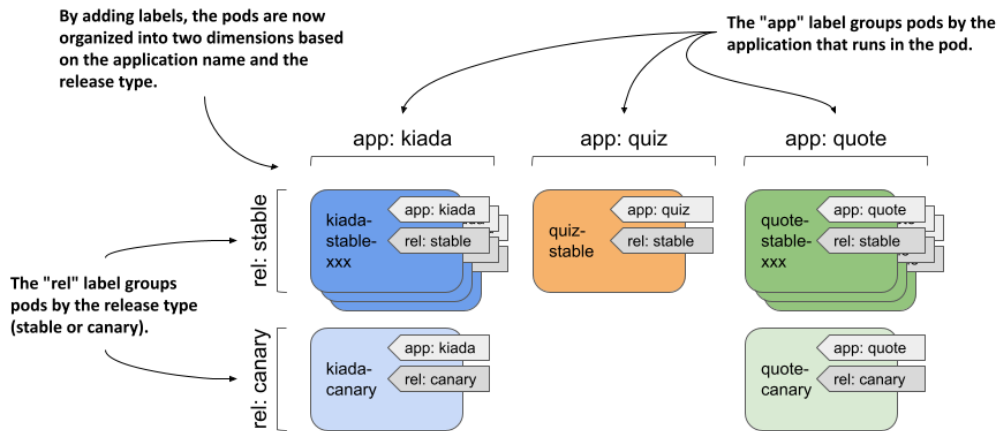 By adding labels, the pods are now
organized into two dimensions based
on the application name and the
release type.
The "app" label groups pods by the
application that runs in the pod.
app: kiada
app: quiz
app: quote
rel: stable
kiada-
stable-
xxx
app: kiada
rel: stable
quiz-
stable
app: quiz
rel: stable
quote-
stable-
xxx
app: quote
rel: stable
The "rel" label groups
pods by the release type
(stable or canary).
rel: canary
kiada-
canary
app: kiada
rel: canary
quote-
canary
app: quote
rel: canary